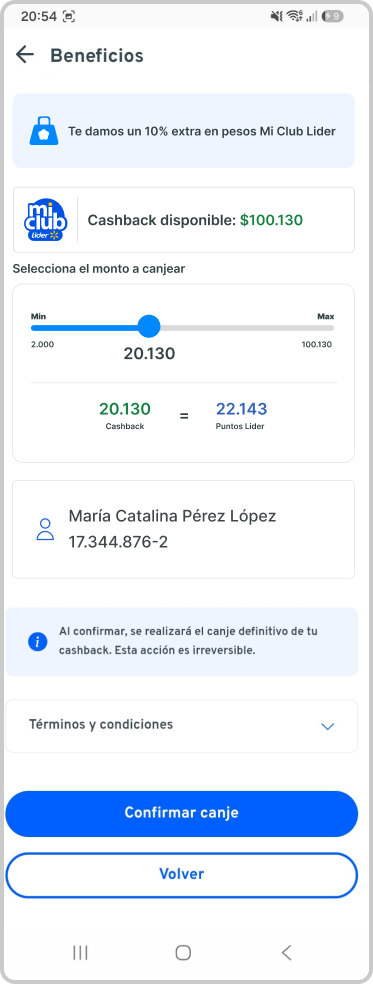 20:54
9
Beneficios
Te damos un 10% extra en pesos Mi Club Lider
mi
club
lider
Cashback disponible: $100.130
Selecciona el monto a canjear
Min Max
2.000 100.130
20.130
20.130 = 22.143
Cashback Puntos Lider
María Catalina Pérez López
17.344.876-2
Al confirmar, se realizará el canje definitivo de tu
cashback. Esta acción es irreversible.
Términos y condiciones
Confirmar canje
Volver